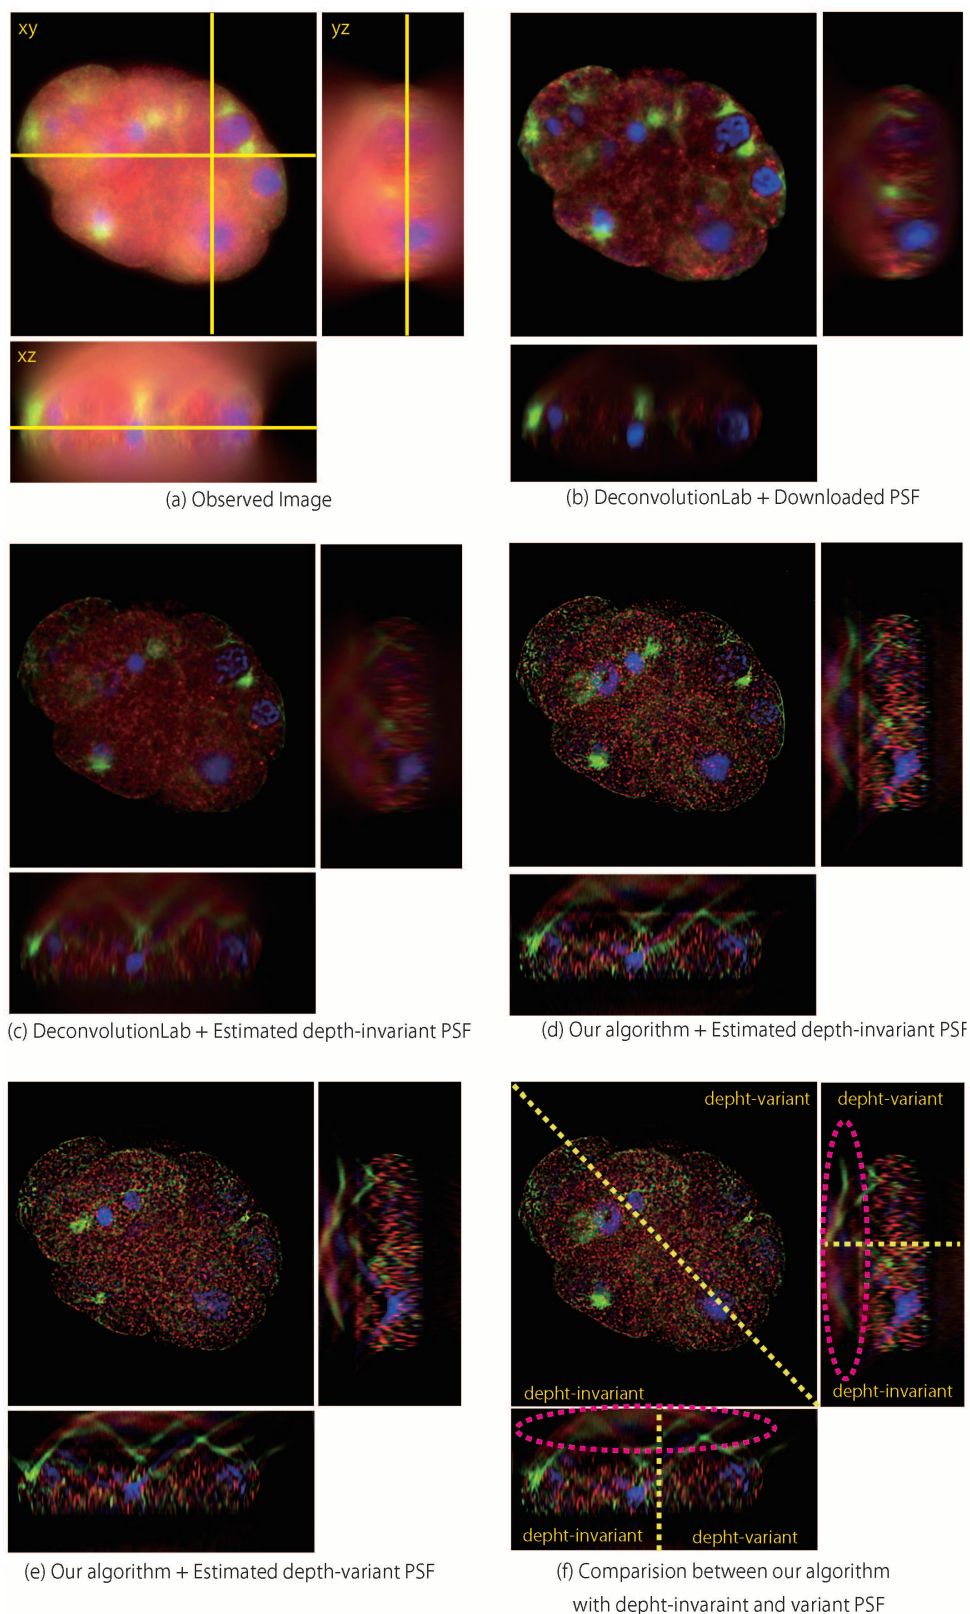 xy
yz
xz
(a) Observed Image
(b) DeconvolutionLab + Downloaded PSF
(c) DeconvolutionLab + Estimated depth-invariant PSF
(d) Our algorithm + Estimated depth-invariant PSF
depht-variant
depht-variant
depht-invariant
depht-invariant
depht-invariant
depht-variant
(e) Our algorithm + Estimated depth-variant PSF
(f) Comparision between our algorithm
with depht-invaraint and variant PSF